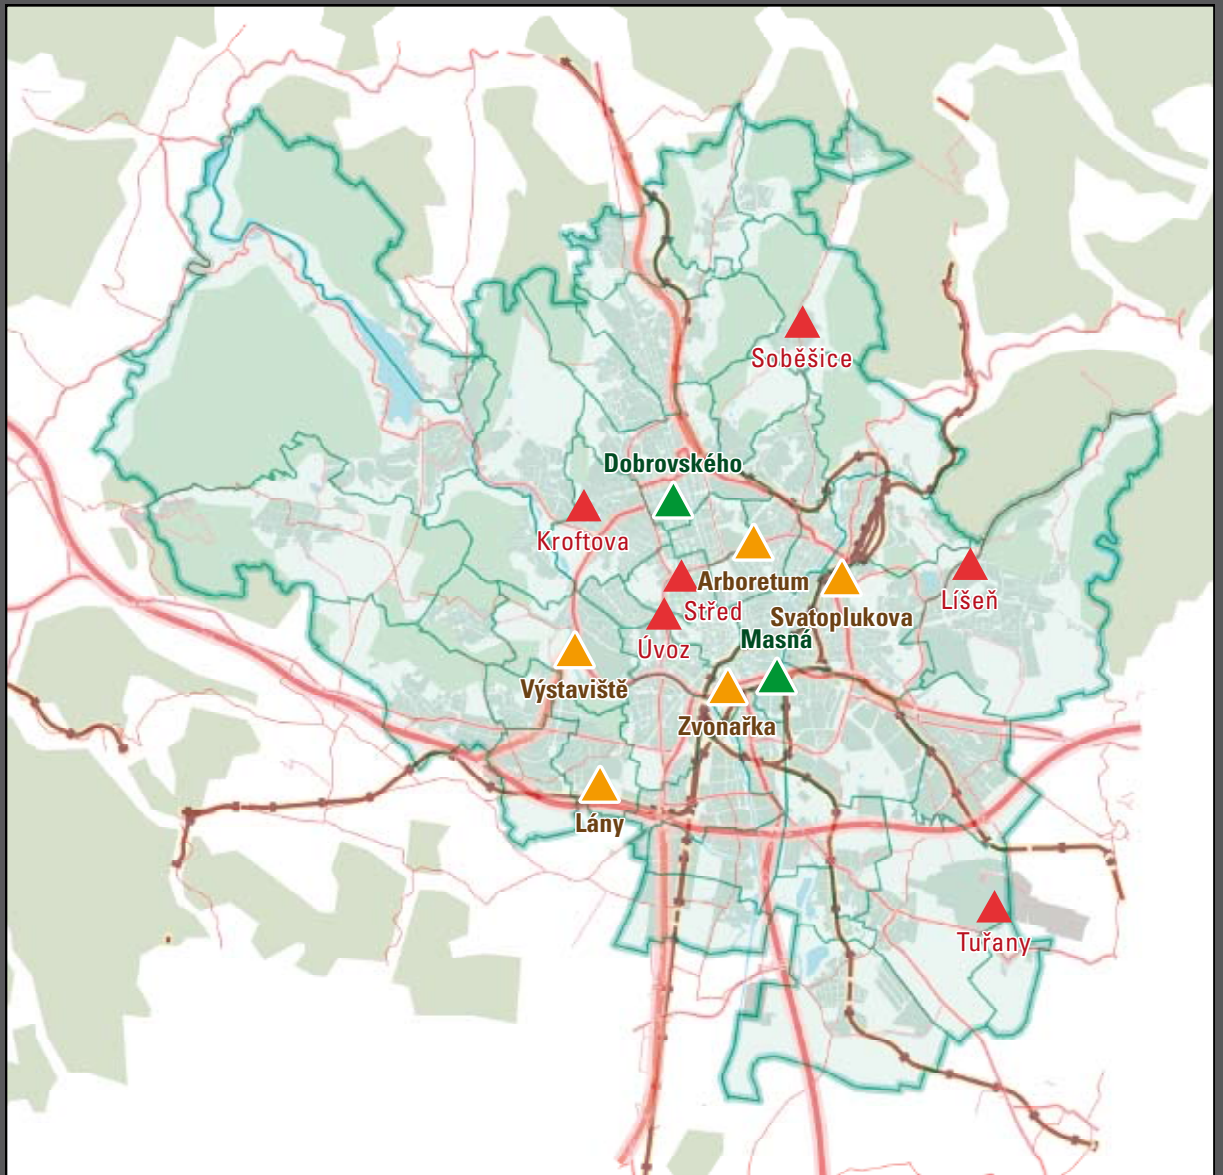 Soběšice
Dobrovského
Kroftova
Arboretum
Líšeň
Střed
Svatoplukova
Masná
Úvoz
Výstaviště
Zvonařka
Lány
Tuřany